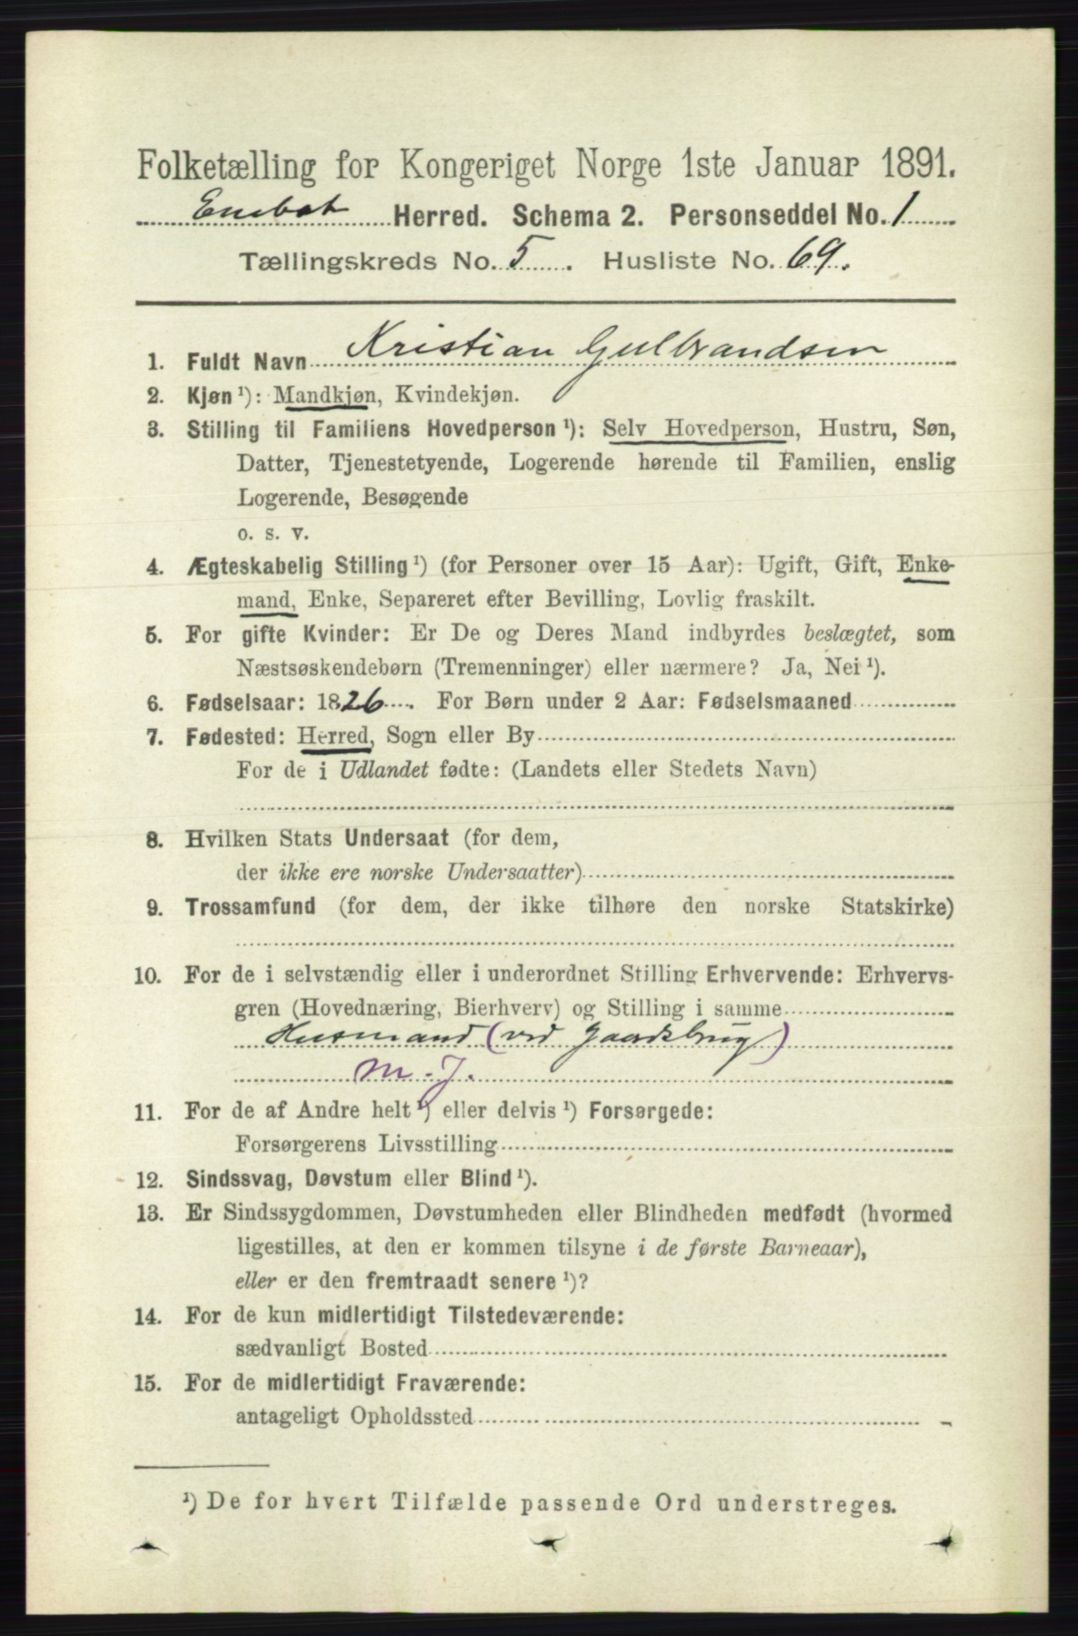 Folketælling for Kongeriget Norge 1ste Januar 1891.
Enebak Herred. Schema 2. Personseddel No. 1
Tællingskreds No. 5. Husliste No. 69.
1. Fuldt Navn Kristian Gulbrandsen
2. Kjøn ¹): Mandkjøn, Kvindekjøn.
3. Stilling til Familiens Hovedperson ¹): Selv Hovedperson, Hustru, Søn,
Datter, Tjenestetyende, Logerende hørende til Familien, enslig
Logerende, Besøgende
o. s. v.
4. Ægteskabelig Stilling ¹) (for Personer over 15 Aar): Ugift, Gift, Enke-
mand, Enke, Separeret efter Bevilling, Lovlig fraskilt.
5. For gifte Kvinder: Er De og Deres Mand indbyrdes beslægtet, som
Næstsøskendebørn (Tremenninger) eller nærmere? Ja, Nei ¹).
6. Fødselsaar: 1826. For Børn under 2 Aar: Fødselsmaaned
7. Fødested: Herred, Sogn eller By
For de i Udlandet fødte: (Landets eller Stedets Navn)
8. Hvilken Stats Undersaat (for dem,
der ikke ere norske Undersaatter)
9. Trossamfund (for dem, der ikke tilhøre den norske Statskirke)
10. For de i selvstændig eller i underordnet Stilling Erhvervende: Erhvervs-
gren (Hovednæring, Bierhverv) og Stilling i samme
Husmand (ved Gaardsbrug)
m. J.
11. For de af Andre helt ¹) eller delvis ¹) Forsørgede:
Forsørgerens Livsstilling
12. Sindssvag, Døvstum eller Blind ¹).
13. Er Sindssygdommen, Døvstumheden eller Blindheden medfødt (hvormed
ligestilles, at den er kommen tilsyne i de første Barneaar),
eller er den fremtraadt senere ¹)?
14. For de kun midlertidigt Tilstedeværende:
sædvanligt Bosted
15. For de midlertidigt Fraværende:
antageligt Opholdssted
¹) De for hvert Tilfælde passende Ord understreges.